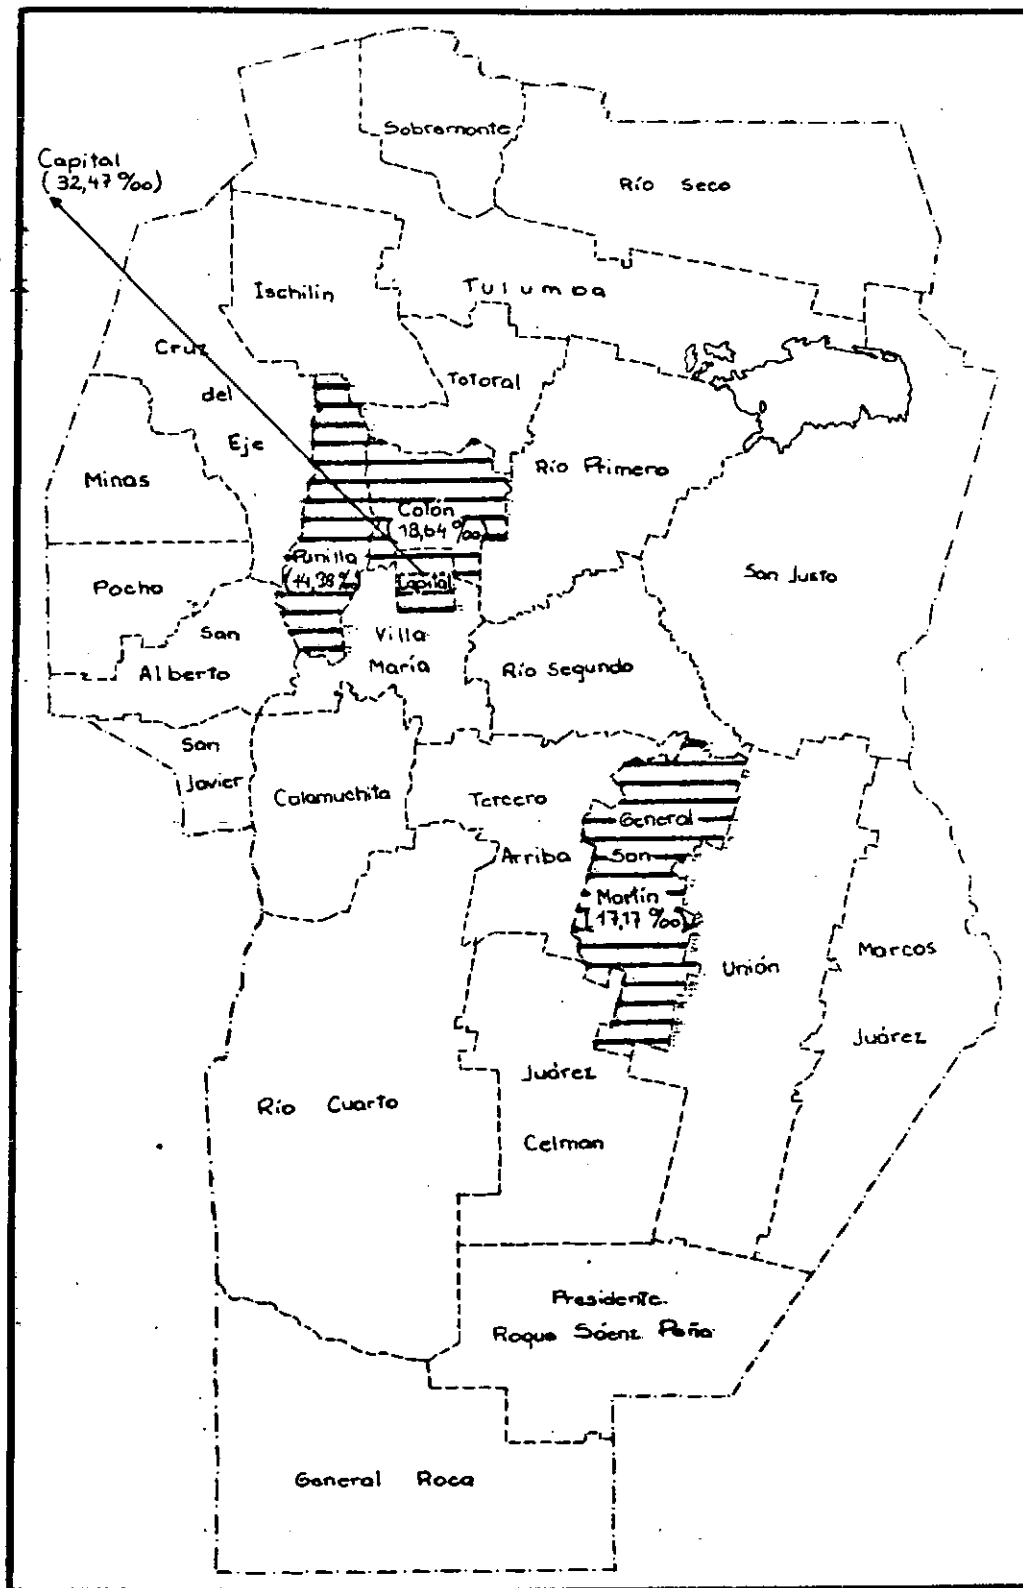 Sobremonte
Capital
(32,47 ‰)
Río Seco
Ischilin
Tulumba
Cruz
del
Eje
Totoral
Minas
Río Primero
Colón
(18,64 ‰)
Punilla
(14,38 ‰)
Capital
Pocho
San Justo
San
Alberto
Villa
María
Río Segundo
San
Javier
Calamuchita
Tercero
Arriba
General
San
Martín
(17,17 ‰)
Unión
Marcos
Juárez
Juárez
Celman
Río Cuarto
Presidente
Roque Sáenz Peña
General Roca